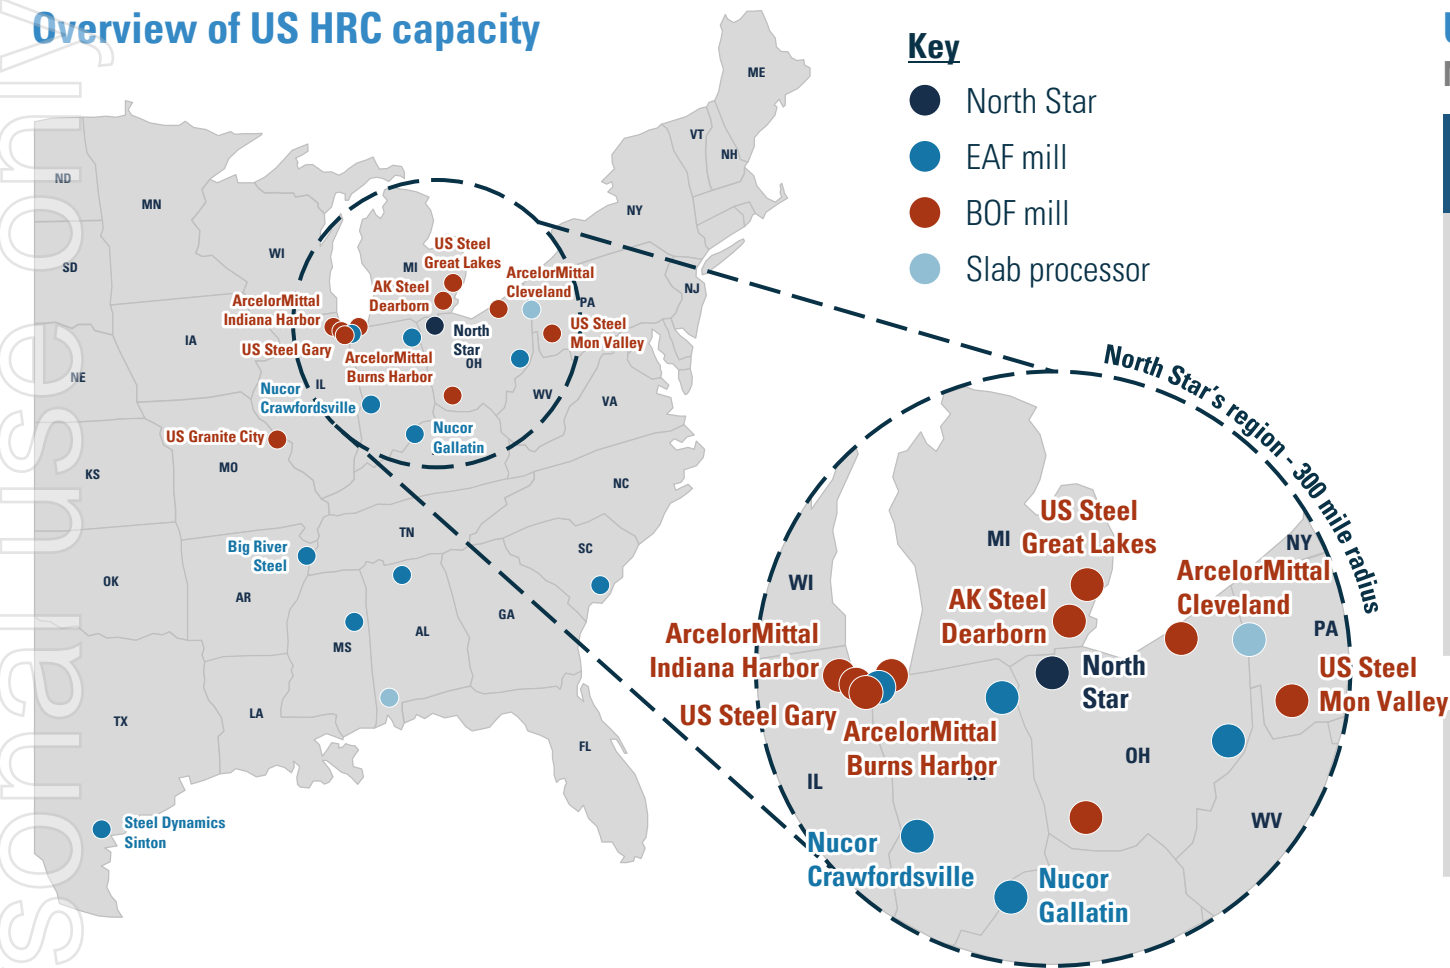 Overview of US HRC capacity
Key
North Star
EAF mill
BOF mill
Slab processor
ME
VT
NH
NY
ND
MN
WI
SD
MI
US Steel
Great Lakes
AK Steel
Dearborn
ArcelorMittal
Cleveland
PA
NJ
ArcelorMittal
Indiana Harbor
US Steel Gary
ArcelorMittal
Burns Harbor
North
Star
OH
US Steel
Mon Valley
IA
NE
IL
Nucor
Crawfordsville
WV
VA
US Granite City
Nucor
Gallatin
KS
MO
NC
TN
SC
Big River
Steel
OK
AR
GA
AL
MS
TX
LA
FL
Steel Dynamics
Sinton
North Star's region - 300 mile radius
MI
US Steel
Great Lakes
NY
WI
AK Steel
Dearborn
ArcelorMittal
Cleveland
PA
ArcelorMittal
Indiana Harbor
North
Star
US Steel
Mon Valley
US Steel Gary
ArcelorMittal
Burns Harbor
OH
IL
WV
Nucor
Crawfordsville
Nucor
Gallatin
sonal use only